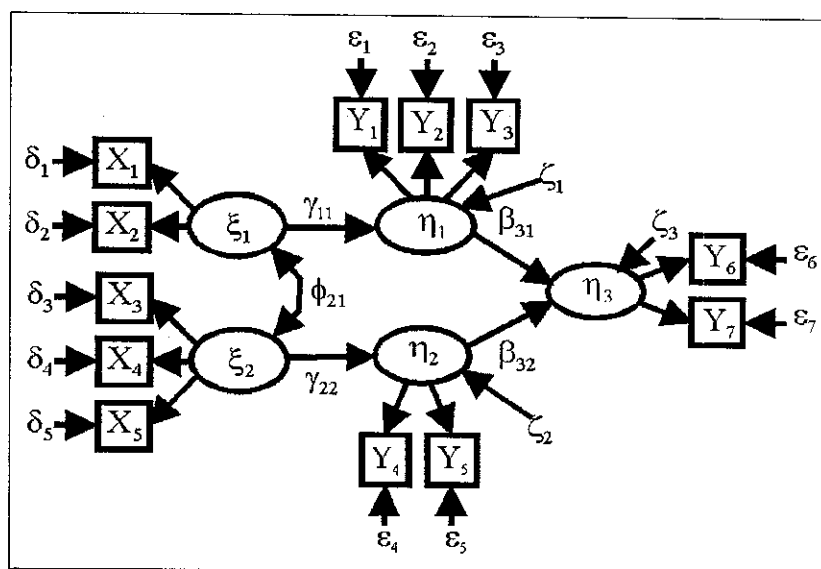 ε₁ ε₂ ε₃
Y₁ Y₂ Y₃
δ₁ X₁
ζ₁
δ₂ X₂ ξ₁ γ₁₁ η₁ β₃₁
ζ₃
Y₆ ε₆
δ₃ X₃ ϕ₂₁ η₃
Y₇ ε₇
δ₄ X₄ ξ₂ γ₂₂ η₂ β₃₂
δ₅ X₅
ζ₂
Y₄ Y₅
ε₄ ε₅